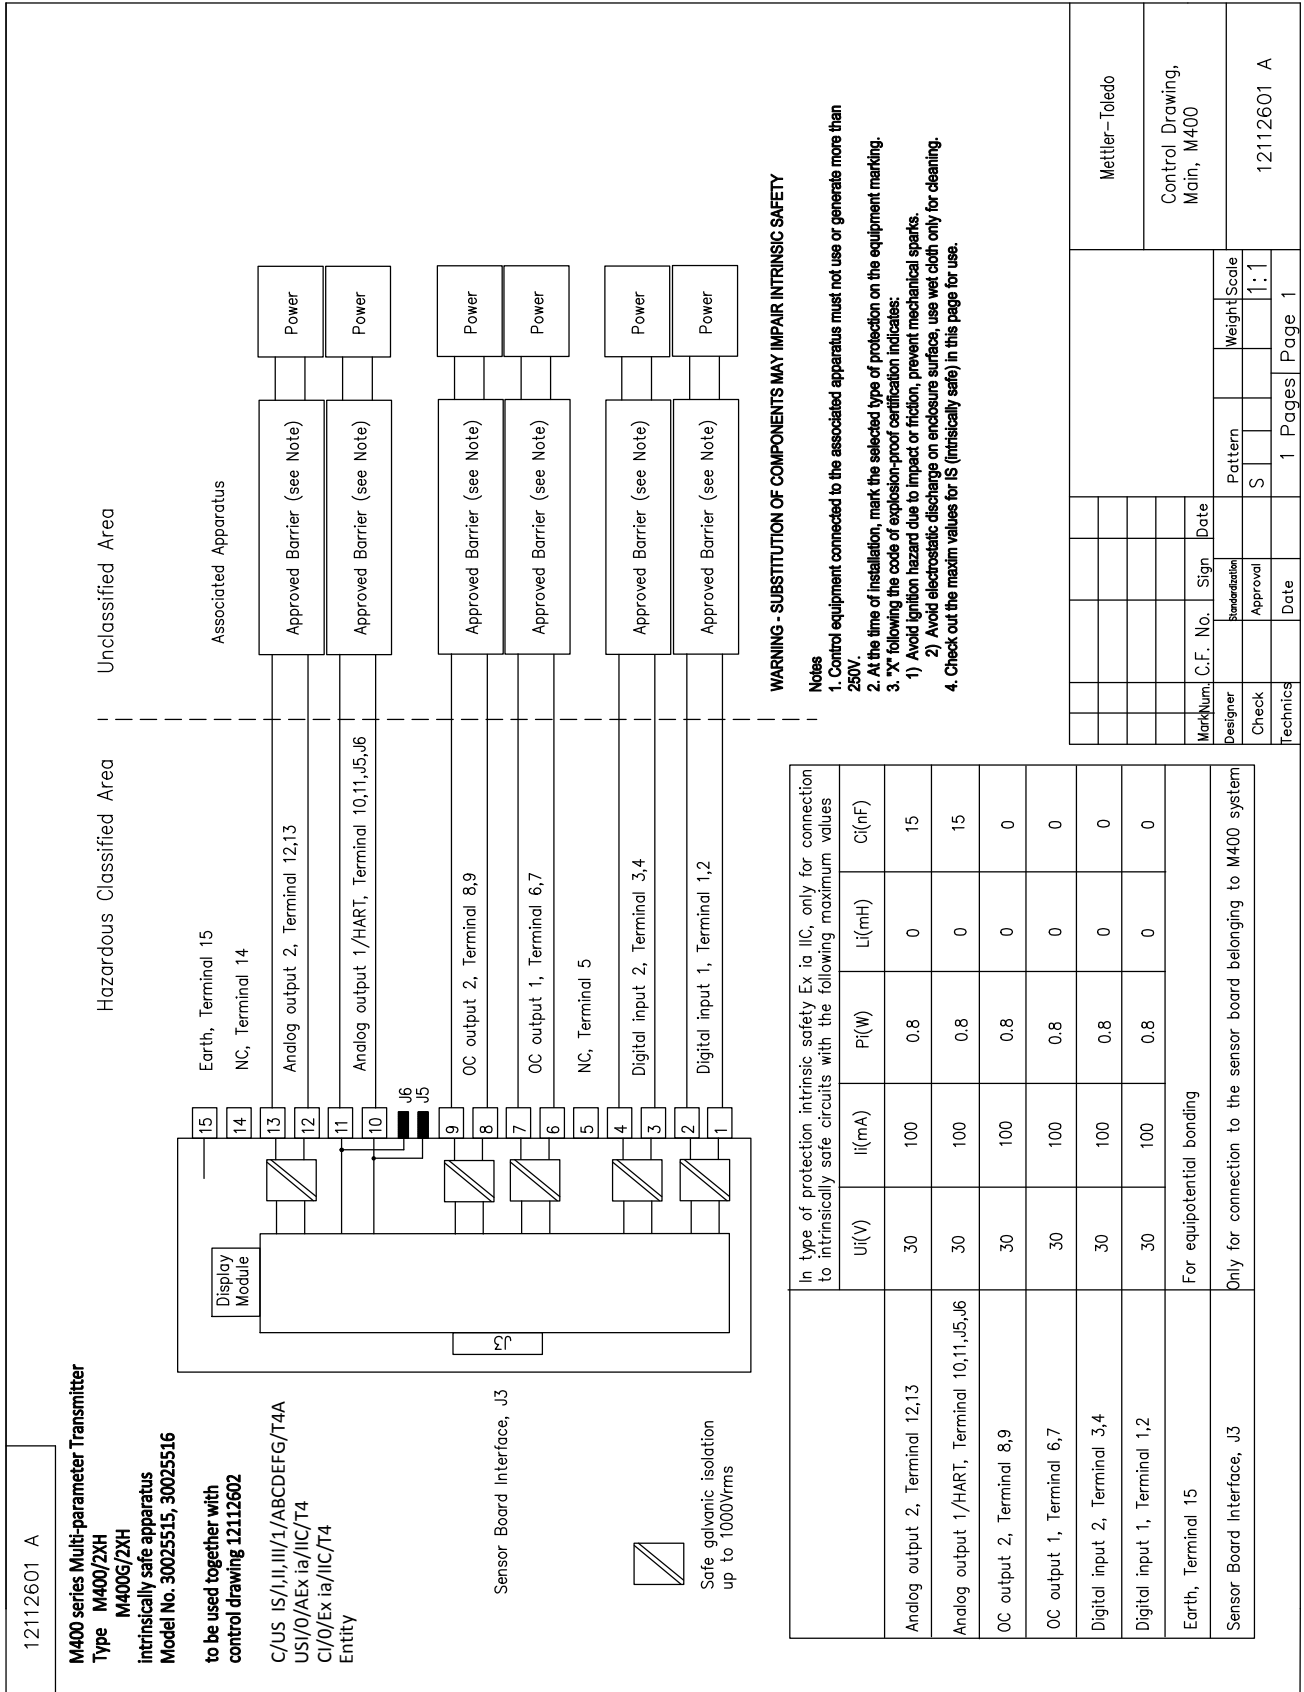 12112601 A
M400 series Multi-parameter Transmitter
Type M400/2XH
M400G/2XH
intrinsically safe apparatus
Model No. 30025515, 30025516
to be used together with
control drawing 12112602
C/US IS/I,II,III/1/ABCDEFG/T4A
USI/0/AEx ia/IIC/T4
CI/0/Ex ia/IIC/T4
Entity
Hazardous Classified Area
Unclassified Area
Associated Apparatus
Display
Module
J3
Sensor Board Interface, J3
Safe galvanic isolation
up to 1000Vrms
15
Earth, Terminal 15
14
NC, Terminal 14
13
12
Analog output 2, Terminal 12,13
Approved Barrier (see Note)
Power
11
10
Analog output 1/HART, Terminal 10,11,J5,J6
Approved Barrier (see Note)
Power
J6
J5
9
8
OC output 2, Terminal 8,9
Approved Barrier (see Note)
Power
7
6
OC output 1, Terminal 6,7
Approved Barrier (see Note)
Power
5
NC, Terminal 5
4
3
Digital input 2, Terminal 3,4
Approved Barrier (see Note)
Power
2
1
Digital input 1, Terminal 1,2
Approved Barrier (see Note)
Power
WARNING - SUBSTITUTION OF COMPONENTS MAY IMPAIR INTRINSIC SAFETY
Notes
1. Control equipment connected to the associated apparatus must not use or generate more than
250V.
2. At the time of installation, mark the selected type of protection on the equipment marking.
3. "X" following the code of explosion-proof certification indicates:
1) Avoid ignition hazard due to impact or friction, prevent mechanical sparks.
2) Avoid electrostatic discharge on enclosure surface, use wet cloth only for cleaning.
4. Check out the maxim values for IS (intrisically safe) in this page for use.
In type of protection intrinsic safety Ex ia IIC, only for connection
to intrinsically safe circuits with the following maximum values
Ui(V) Ii(mA) Pi(W) Li(mH) Ci(nF)
Analog output 2, Terminal 12,13 30 100 0.8 0 15
Analog output 1/HART, Terminal 10,11,J5,J6 30 100 0.8 0 15
OC output 2, Terminal 8,9 30 100 0.8 0 0
OC output 1, Terminal 6,7 30 100 0.8 0 0
Digital input 2, Terminal 3,4 30 100 0.8 0 0
Digital input 1, Terminal 1,2 30 100 0.8 0 0
Earth, Terminal 15 For equipotential bonding
Sensor Board Interface, J3 Only for connection to the sensor board belonging to M400 system
Mark Num. C.F. No. Sign Date
Designer Standardization
Check Approval
Technics Date
Pattern Weight Scale
S 1:1
1 Pages Page 1
Mettler-Toledo
Control Drawing,
Main, M400
12112601 A